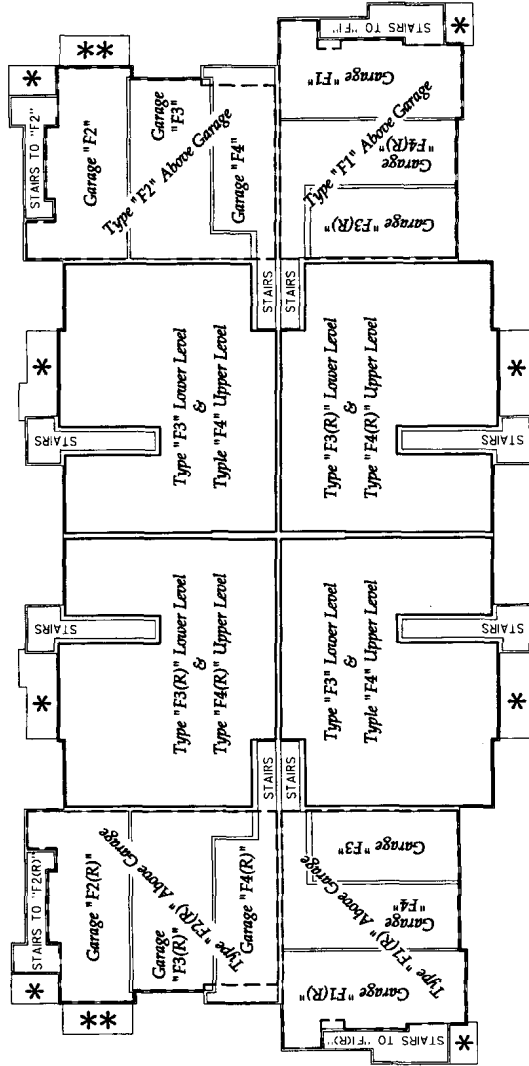 *
STAIRS TO "F2"
**
Garage "F2"
Garage
"F3"
Garage "F4"
Type "F2" Above Garage
STAIRS TO "F1"
*
Garage "F1"
Garage
"F4(R)"
Garage "F3(R)"
Type "F1" Above Garage
STAIRS
STAIRS
*
STAIRS
Type "F3" Lower Level
&
Typle "F4" Upper Level
Type "F3(R)" Lower Level
&
Type "F4(R)" Upper Level
*
STAIRS
STAIRS
*
Type "F3(R)" Lower Level
&
Type "F4(R)" Upper Level
Type "F3" Lower Level
&
Typle "F4" Upper Level
STAIRS
*
STAIRS
STAIRS
STAIRS TO "F2(R)"
*
**
Garage "F2(R)"
Garage
"F3(R)"
Garage "F4(R)"
Type "F2(R)" Above Garage
Garage "F3"
Garage
"F4"
Garage "F1(R)"
Type "F1(R)" Above Garage
STAIRS TO "F1(R)"
*